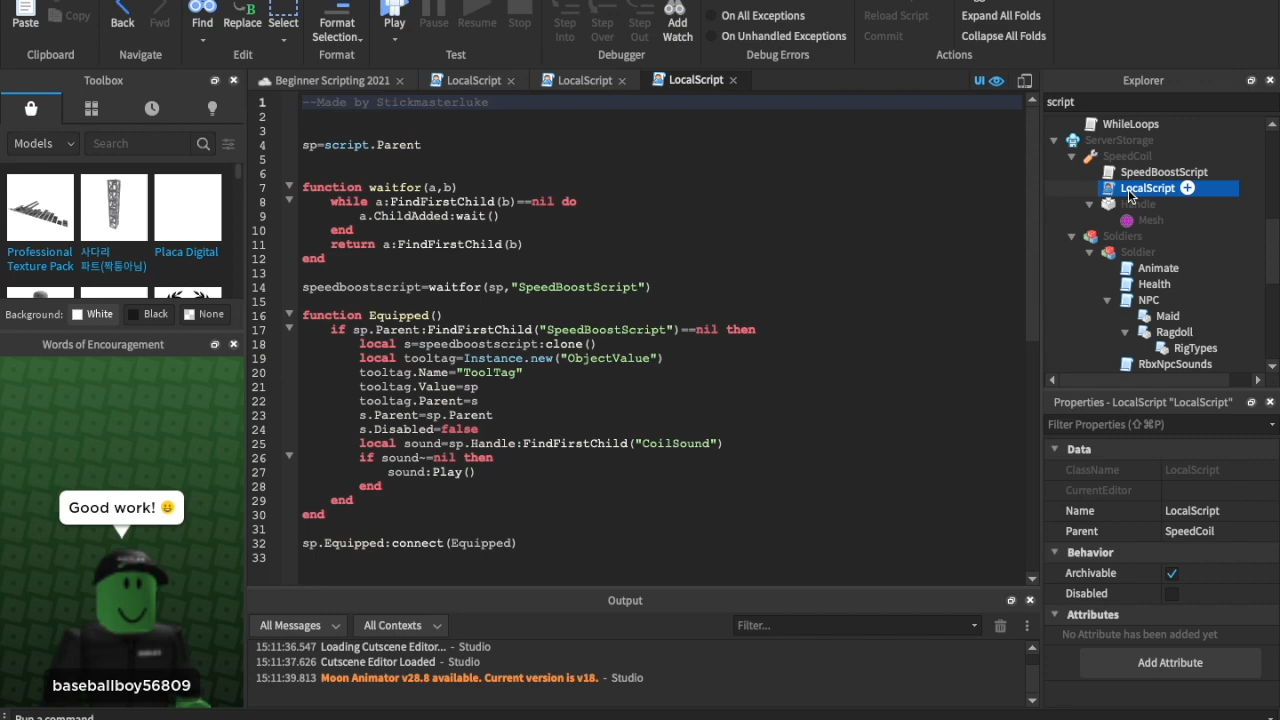 Paste
Copy
Clipboard
Back
Fwd
Navigate
Find
Replace
Select
Edit
Format
Selection
Format
Play
Pause
Resume
Stop
Test
Step
Into
Step
Over
Step
Out
Add
Watch
Debugger
On All Exceptions
On Unhandled Exceptions
Debug Errors
Reload Script
Commit
Expand All Folds
Collapse All Folds
Actions
Toolbox
Models
Search
Professional
Texture Pack
사다리
파트(짝퉁아님)
Placa Digital
Background:
White
Black
None
Words of Encouragement
Good work! 😀
baseballboy56809
Beginner Scripting 2021
LocalScript
LocalScript
LocalScript
UI
1 --Made by Stickmasterluke
2
3
4 sp=script.Parent
5
6
7 function waitfor(a,b)
8 while a:FindFirstChild(b)==nil do
9 a.ChildAdded:wait()
10 end
11 return a:FindFirstChild(b)
12 end
13
14 speedboostscript=waitfor(sp,"SpeedBoostScript")
15
16 function Equipped()
17 if sp.Parent:FindFirstChild("SpeedBoostScript")==nil then
18 local s=speedboostscript:clone()
19 local tooltag=Instance.new("ObjectValue")
20 tooltag.Name="ToolTag"
21 tooltag.Value=sp
22 tooltag.Parent=s
23 s.Parent=sp.Parent
24 s.Disabled=false
25 local sound=sp.Handle:FindFirstChild("CoilSound")
26 if sound~=nil then
27 sound:Play()
28 end
29 end
30 end
31
32 sp.Equipped:connect(Equipped)
33
Output
All Messages
All Contexts
Filter...
15:11:36.547 Loading Cutscene Editor... - Studio
15:11:37.626 Cutscene Editor Loaded - Studio
15:11:39.813 Moon Animator v28.8 available. Current version is v18. - Studio
Explorer
script
WhileLoops
ServerStorage
SpeedCoil
SpeedBoostScript
LocalScript
Handle
Mesh
Soldiers
Soldier
Animate
Health
NPC
Maid
Ragdoll
RigTypes
RbxNpcSounds
Properties - LocalScript "LocalScript"
Filter Properties (⇧⌘P)
Data
ClassName LocalScript
CurrentEditor
Name LocalScript
Parent SpeedCoil
Behavior
Archivable
Disabled
Attributes
No Attribute has been added yet
Add Attribute
Run a command